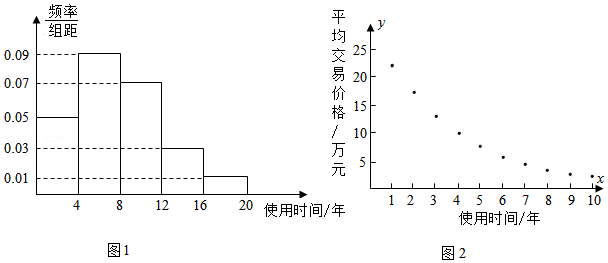 频率
组距
0.09
0.07
0.05
0.03
0.01
4 8 12 16 20 使用时间/年
图1
平均交易价格/万元
y
25
20
15
10
5
x
1 2 3 4 5 6 7 8 9 10
使用时间/年
图2